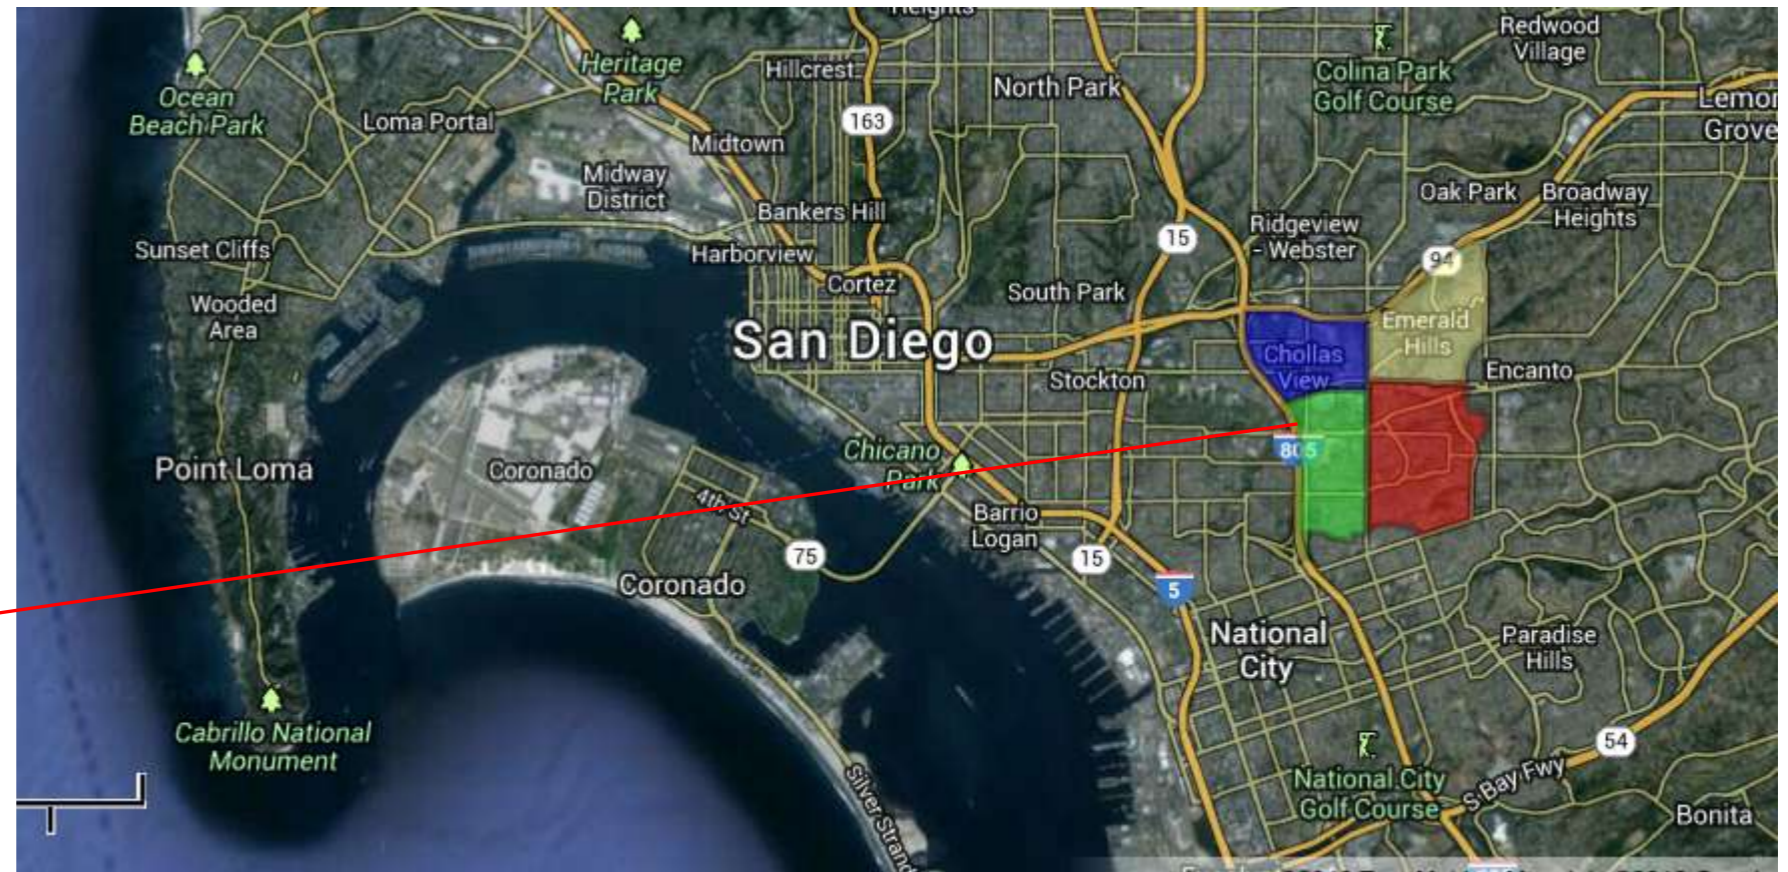 Heights
Redwood
Village
Heritage
Park
Hillcrest
North Park
Colina Park
Golf Course
Lemon
Grove
Ocean
Beach Park
Loma Portal
163
Midtown
Midway
District
Bankers Hill
Oak Park
Broadway
Heights
Ridgeview
- Webster
15
94
Sunset Cliffs
Harborview
Cortez
South Park
Wooded
Area
San Diego
Emerald
Hills
Chollas
View
Encanto
Stockton
Chicano
Park
805
Point Loma
Coronado
4th St
Barrio
Logan
75
15
5
Coronado
National
City
Paradise
Hills
Cabrillo National
Monument
54
Silver Strand
National City
Golf Course
S Bay Fwy
Bonita